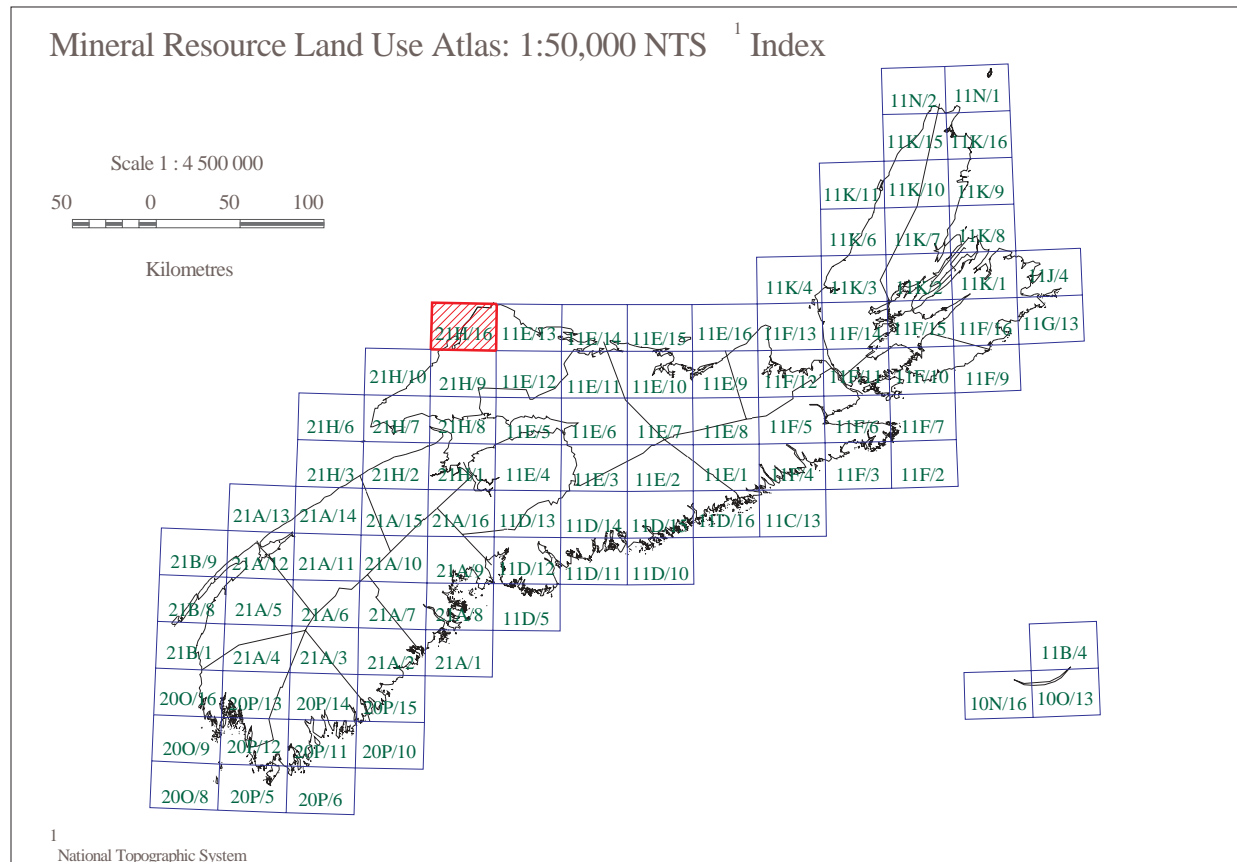 Mineral Resource Land Use Atlas: 1:50,000 NTS 1 Index
11N/2 11N/1
Scale 1 : 4 500 000
11K/15 11K/16
50 0 50 100
11K/11 11K/10 11K/9
Kilometres
11K/6 11K/7 11K/8
11K/4 11K/3 11K/2 11K/1 11J/4
21H/16 11E/13 11E/14 11E/15 11E/16 11F/13 11F/14 11F/15 11F/16 11G/13
21H/10 21H/9 11E/12 11E/11 11E/10 11E/9 11F/12 11F/11 11F/10 11F/9
21H/6 21H/7 21H/8 11E/5 11E/6 11E/7 11E/8 11F/5 11F/6 11F/7
21H/3 21H/2 21H/1 11E/4 11E/3 11E/2 11E/1 11F/4 11F/3 11F/2
21A/13 21A/14 21A/15 21A/16 11D/13 11D/14 11D/15 11D/16 11C/13
21B/9 21A/12 21A/11 21A/10 21A/9 11D/12 11D/11 11D/10
21B/8 21A/5 21A/6 21A/7 21A/8 11D/5
21B/1 21A/4 21A/3 21A/2 21A/1 11B/4
20O/16 20P/13 20P/14 20P/15 10N/16 10O/13
20O/9 20P/12 20P/11 20P/10
20O/8 20P/5 20P/6
1
National Topographic System